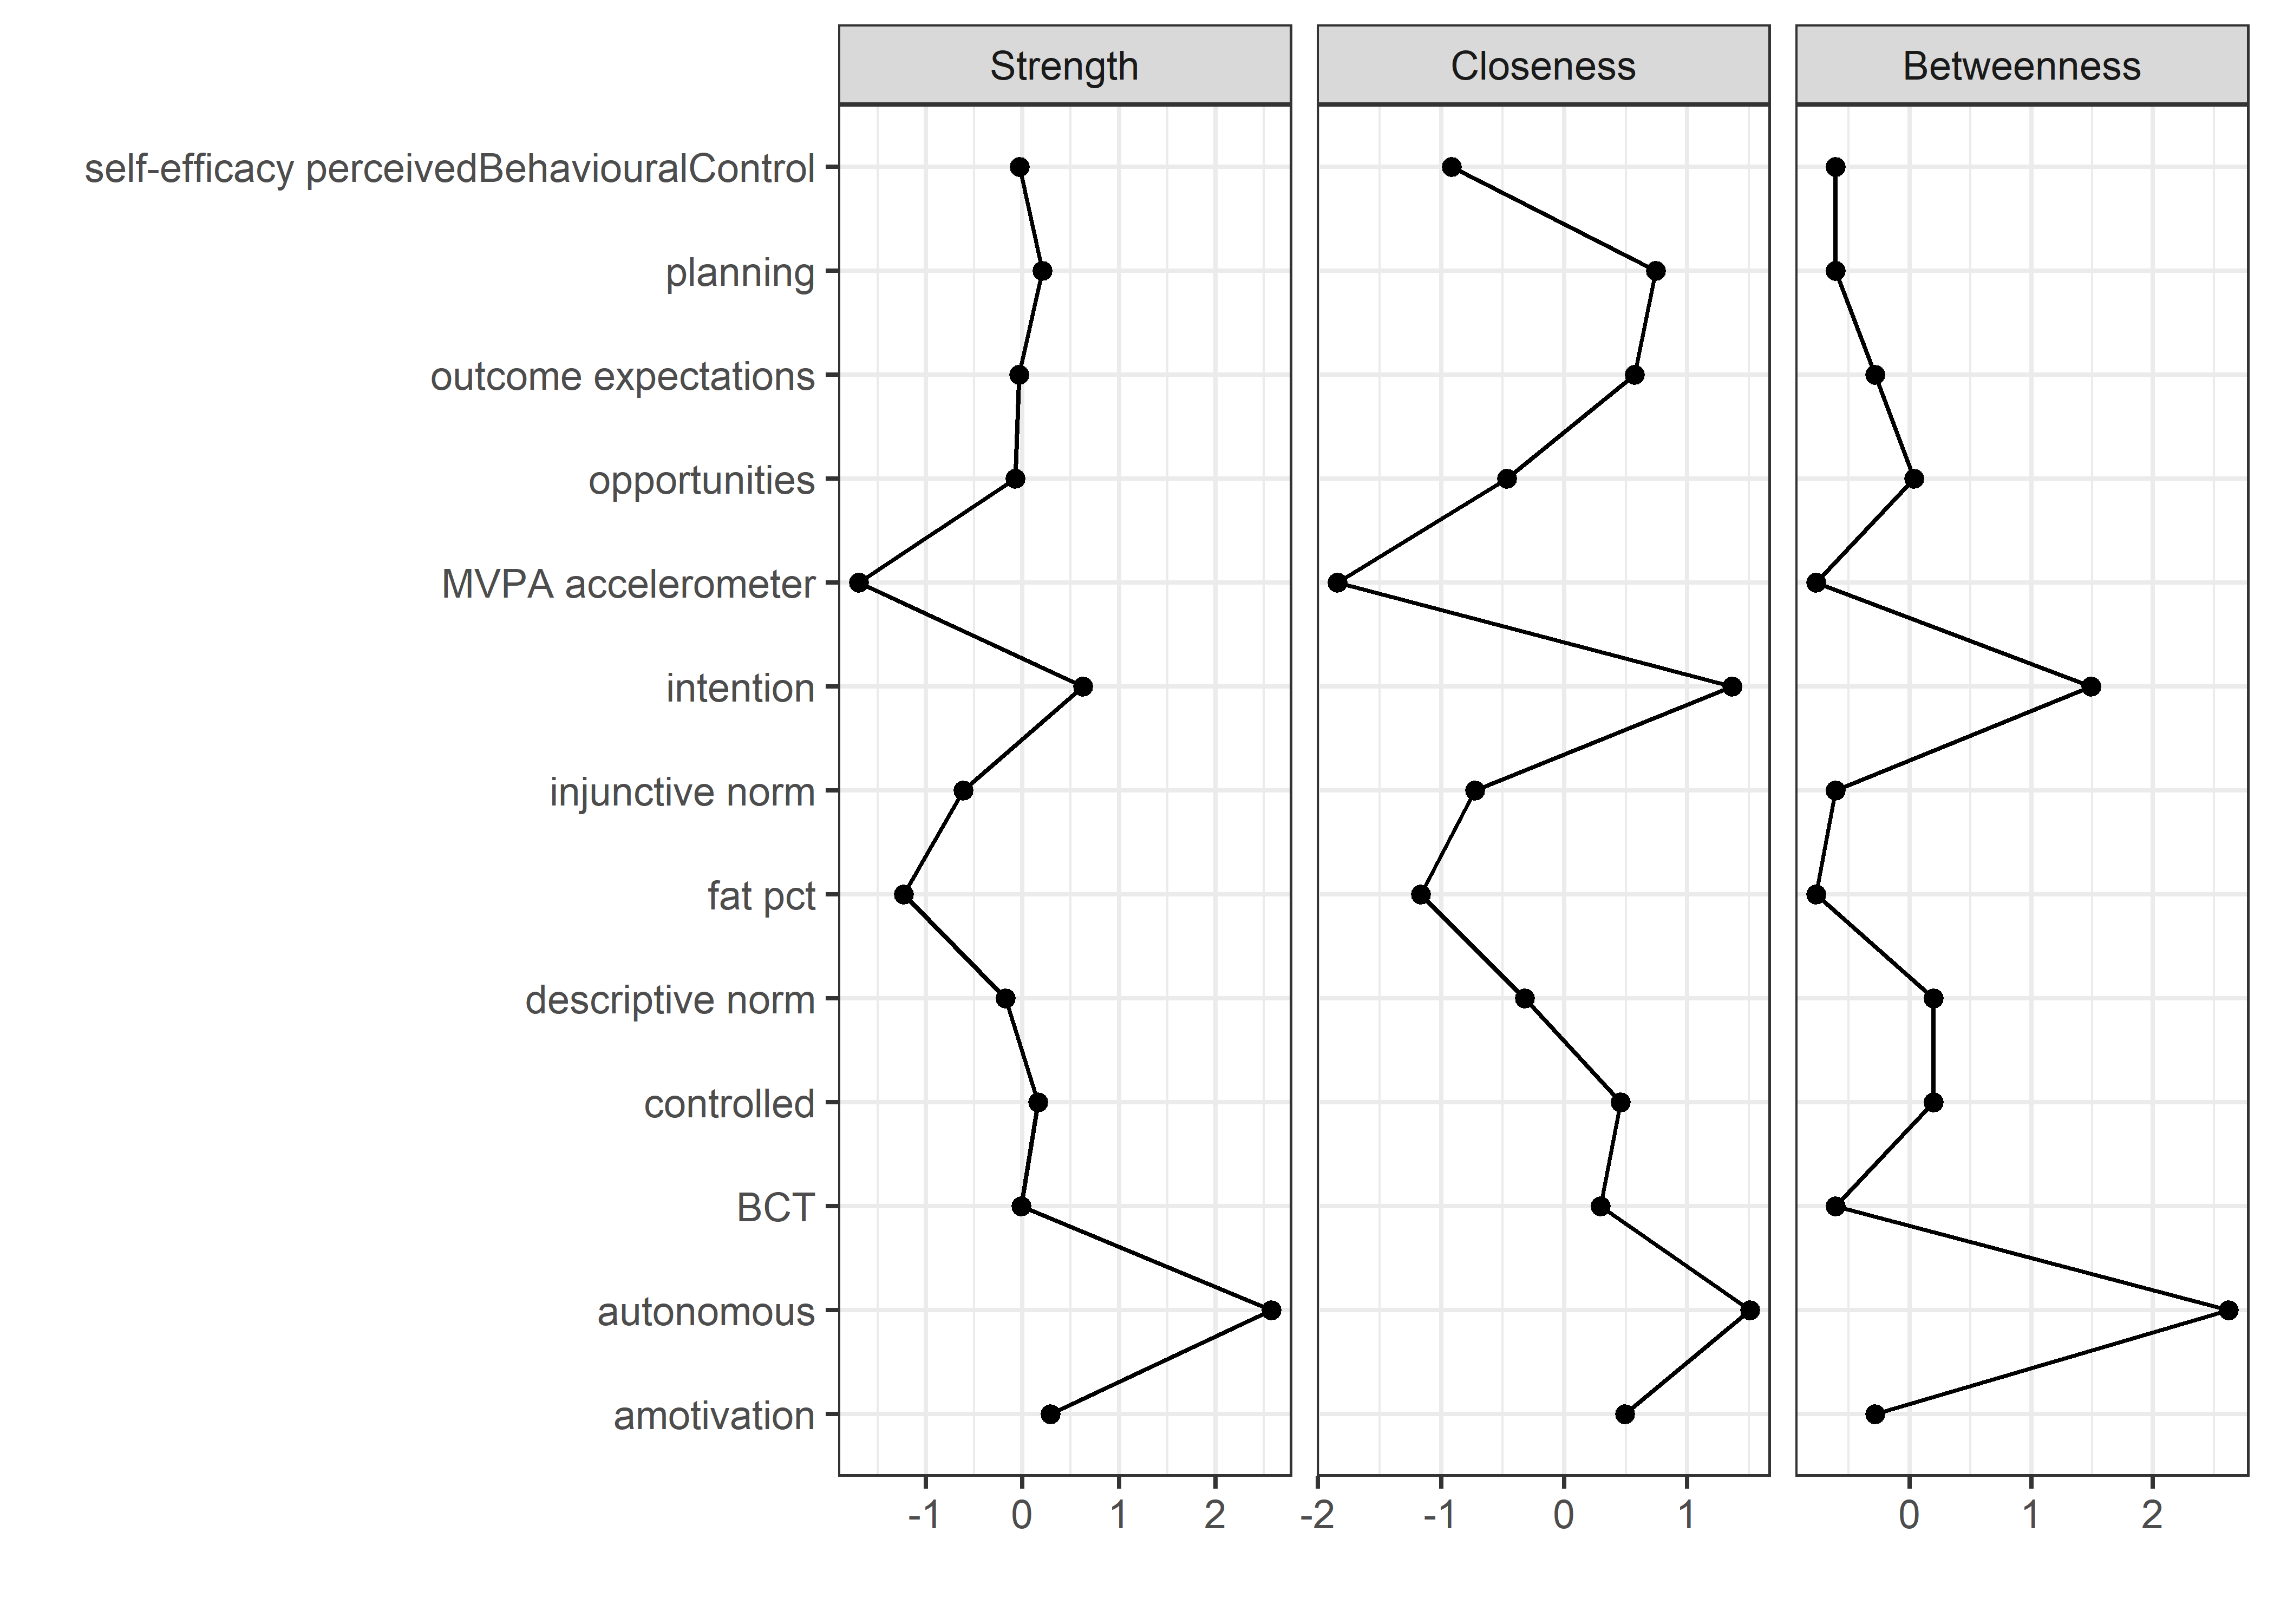 Strength Closeness Betweenness
self-efficacy perceivedBehaviouralControl
planning
outcome expectations
opportunities
MVPA accelerometer
intention
injunctive norm
fat pct
descriptive norm
controlled
BCT
autonomous
amotivation
-1 0 1 2 -2 -1 0 1 0 1 2